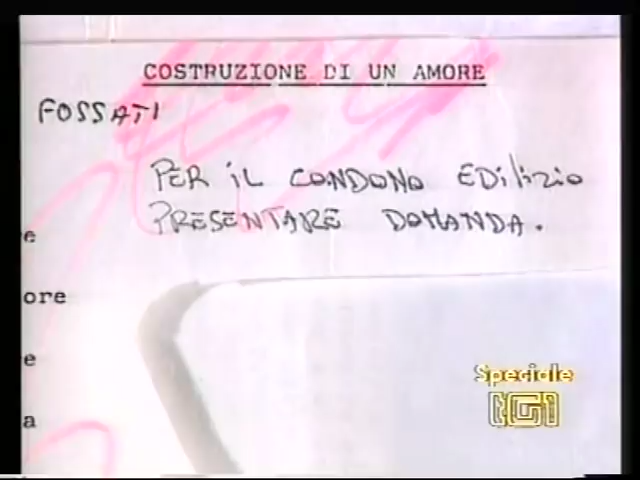 COSTRUZIONE DI UN AMORE
FOSSATI
PER IL CONDONO EDILIZIO
PRESENTARE DOMANDA.
e
ore
e
a
Speciale
TG1